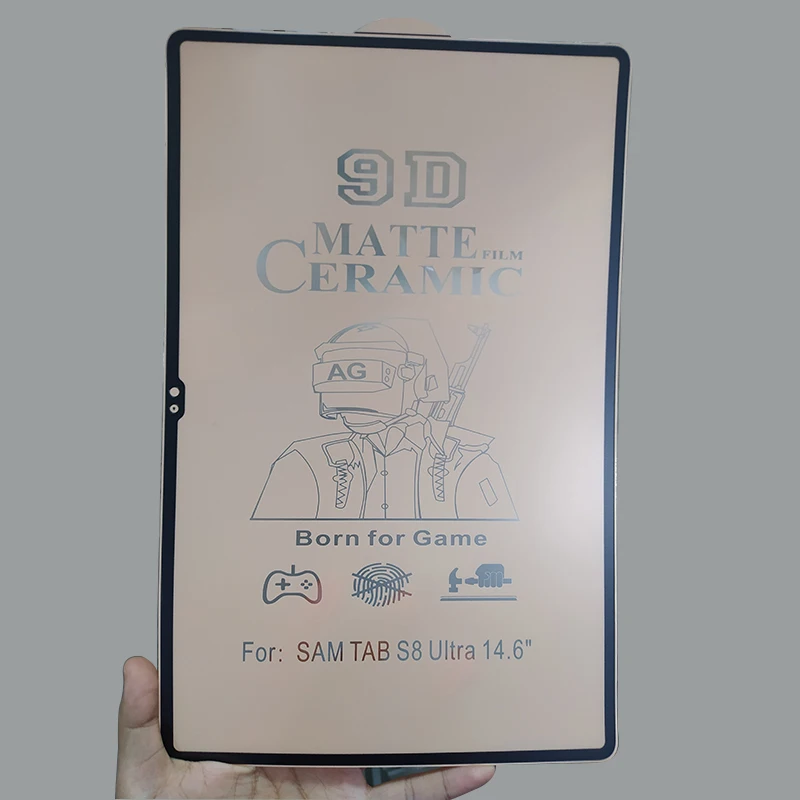 9D
MATTE FILM
CERAMIC
AG
Born for Game
For: SAM TAB S8 Ultra 14.6"